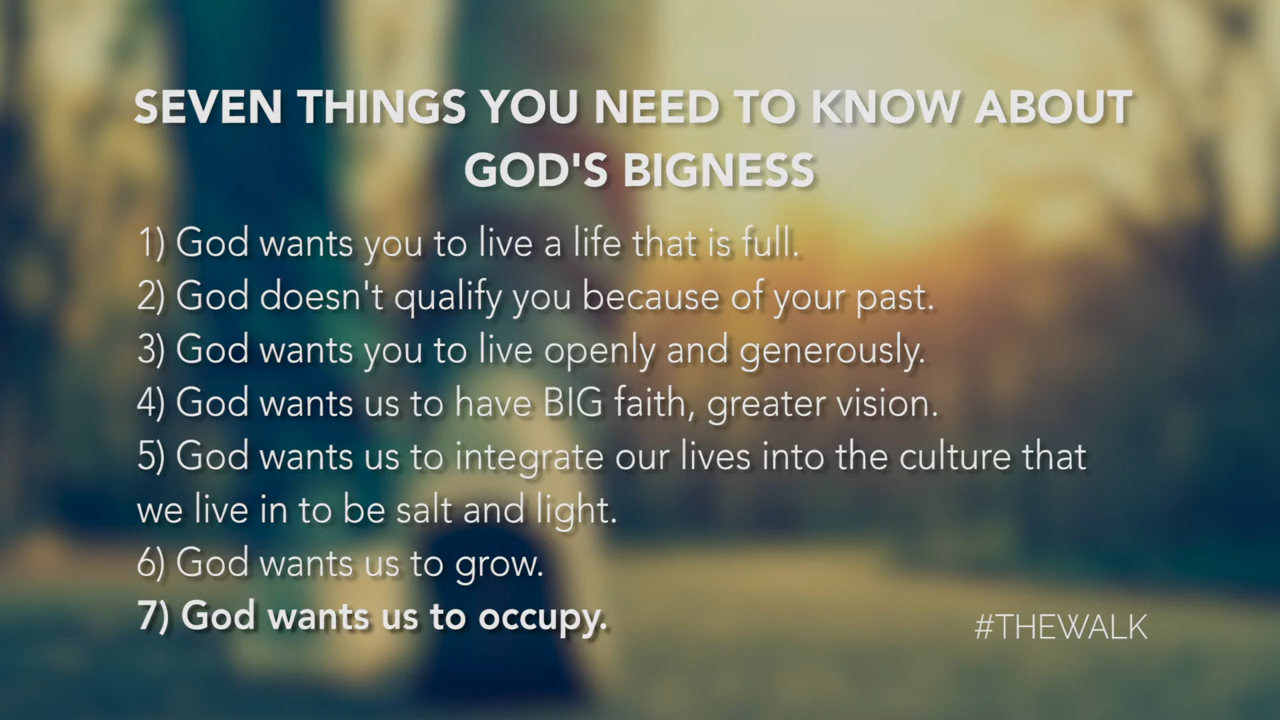 SEVEN THINGS YOU NEED TO KNOW ABOUT
GOD'S BIGNESS
1) God wants you to live a life that is full.
2) God doesn't qualify you because of your past.
3) God wants you to live openly and generously.
4) God wants us to have BIG faith, greater vision.
5) God wants us to integrate our lives into the culture that
we live in to be salt and light.
6) God wants us to grow.
7) God wants us to occupy.
#THEWALK